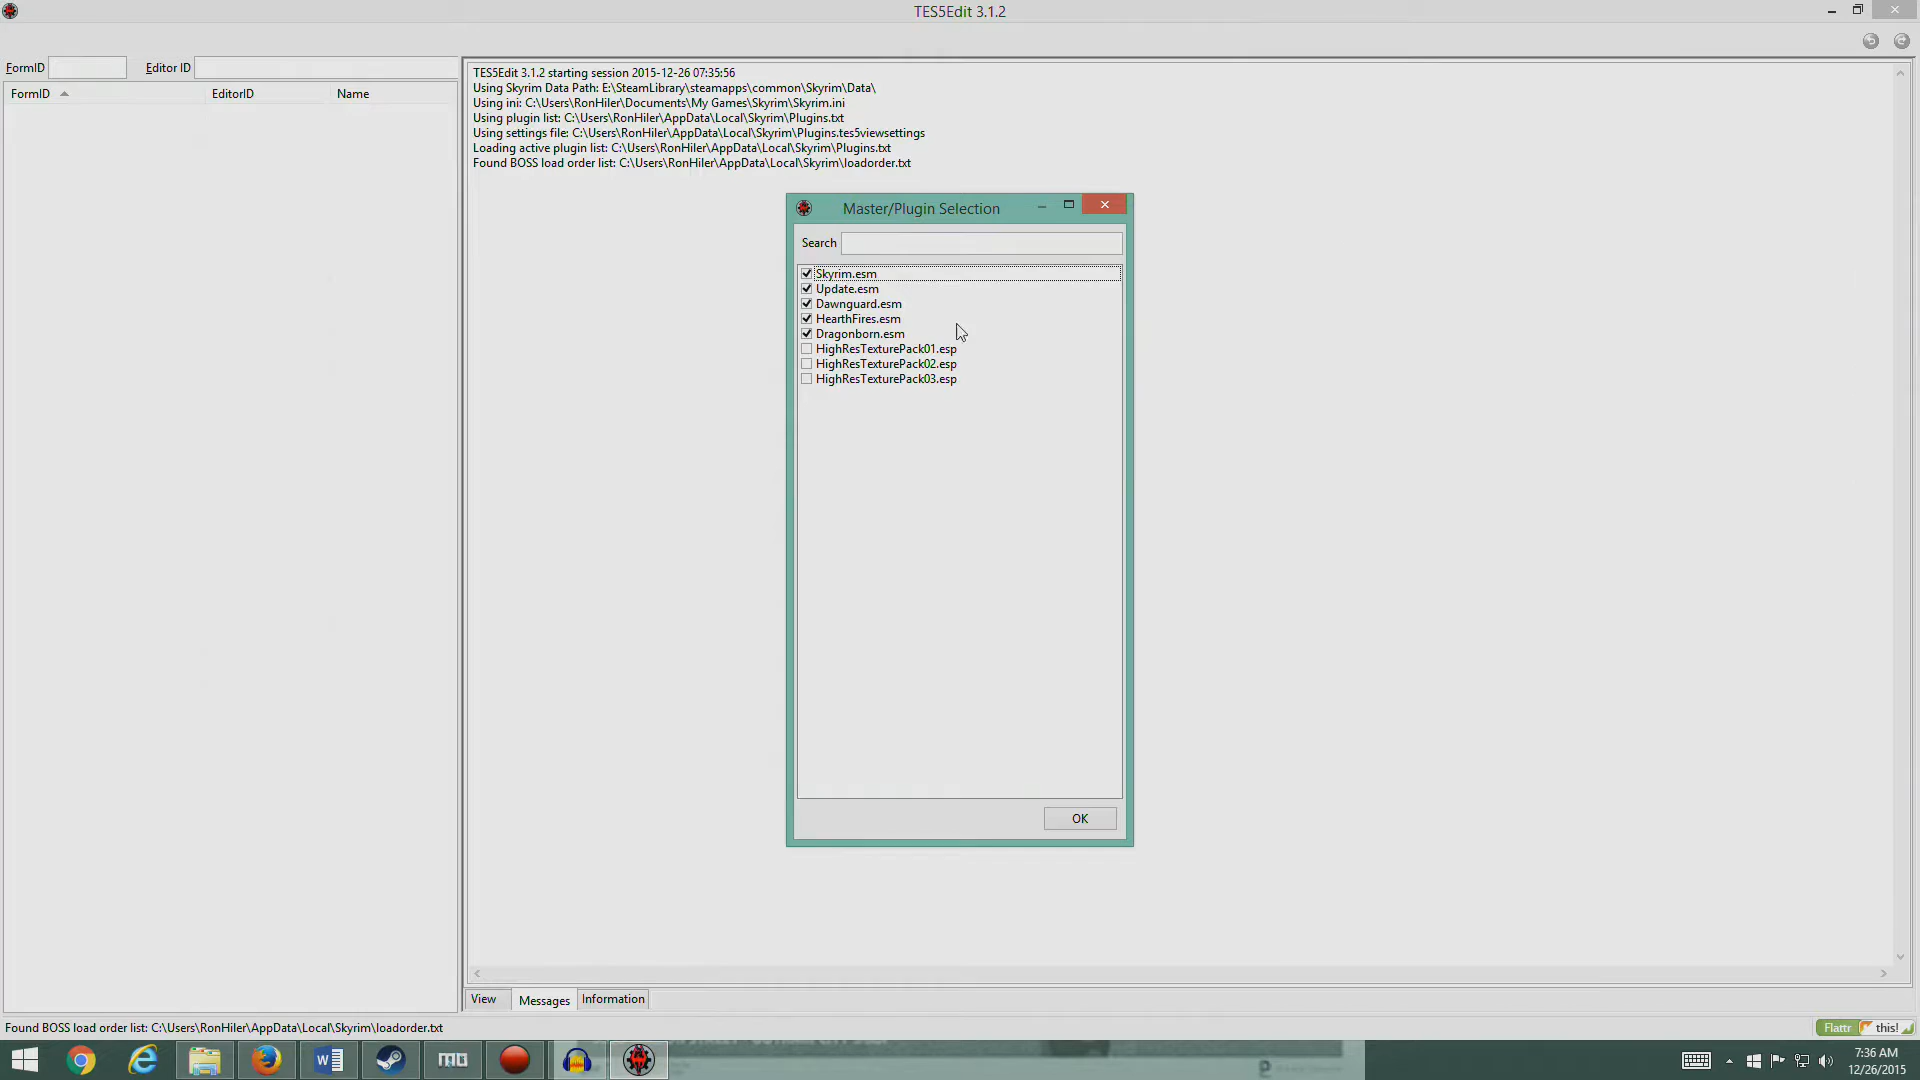 TES5Edit 3.1.2
FormID
Editor ID
FormID EditorID Name
TES5Edit 3.1.2 starting session 2015-12-26 07:35:56
Using Skyrim Data Path: E:\SteamLibrary\steamapps\common\Skyrim\Data\
Using ini: C:\Users\RonHiler\Documents\My Games\Skyrim\Skyrim.ini
Using plugin list: C:\Users\RonHiler\AppData\Local\Skyrim\Plugins.txt
Using settings file: C:\Users\RonHiler\AppData\Local\Skyrim\Plugins.tes5viewsettings
Loading active plugin list: C:\Users\RonHiler\AppData\Local\Skyrim\Plugins.txt
Found BOSS load order list: C:\Users\RonHiler\AppData\Local\Skyrim\loadorder.txt
Master/Plugin Selection
Search
Skyrim.esm
Update.esm
Dawnguard.esm
HearthFires.esm
Dragonborn.esm
HighResTexturePack01.esp
HighResTexturePack02.esp
HighResTexturePack03.esp
OK
View Messages Information
Found BOSS load order list: C:\Users\RonHiler\AppData\Local\Skyrim\loadorder.txt
Flattr this!
7:36 AM
12/26/2015